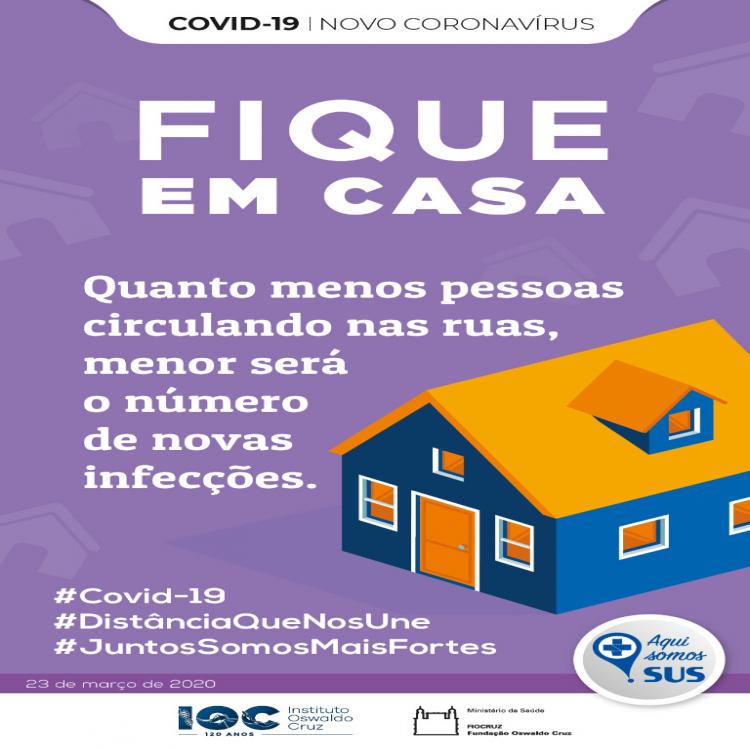 COVID-19 | NOVO CORONAVÍRUS
FIQUE
EM CASA
Quanto menos pessoas
circulando nas ruas,
menor será
o número
de novas
infecções.
#Covid-19
#DistânciaQueNosUne
#JuntosSomosMaisFortes
Aqui
somos
SUS
23 de março de 2020
IOC
120 ANOS
Instituto
Oswaldo
Cruz
Ministério da Saúde
FIOCRUZ
Fundação Oswaldo Cruz